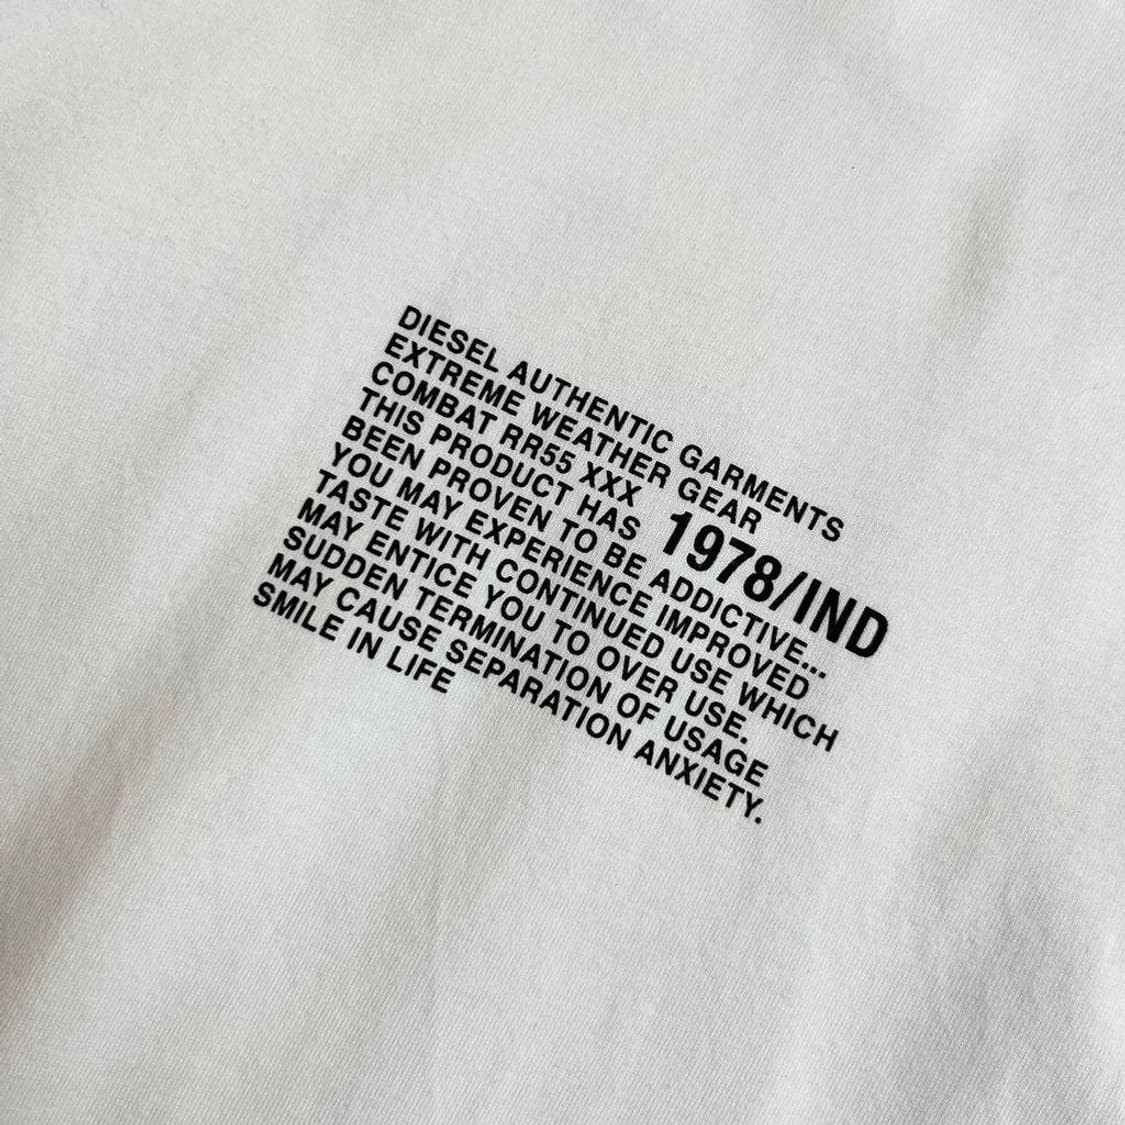 DIESEL AUTHENTIC GARMENTS
EXTREME WEATHER GEAR
COMBAT RR55 XXX
THIS PRODUCT HAS 1978/IND
BEEN PROVEN TO BE ADDICTIVE...
YOU MAY EXPERIENCE IMPROVED
TASTE WITH CONTINUED USE WHICH
MAY ENTICE YOU TO OVER USE.
SUDDEN TERMINATION OF USAGE
MAY CAUSE SEPARATION ANXIETY.
SMILE IN LIFE